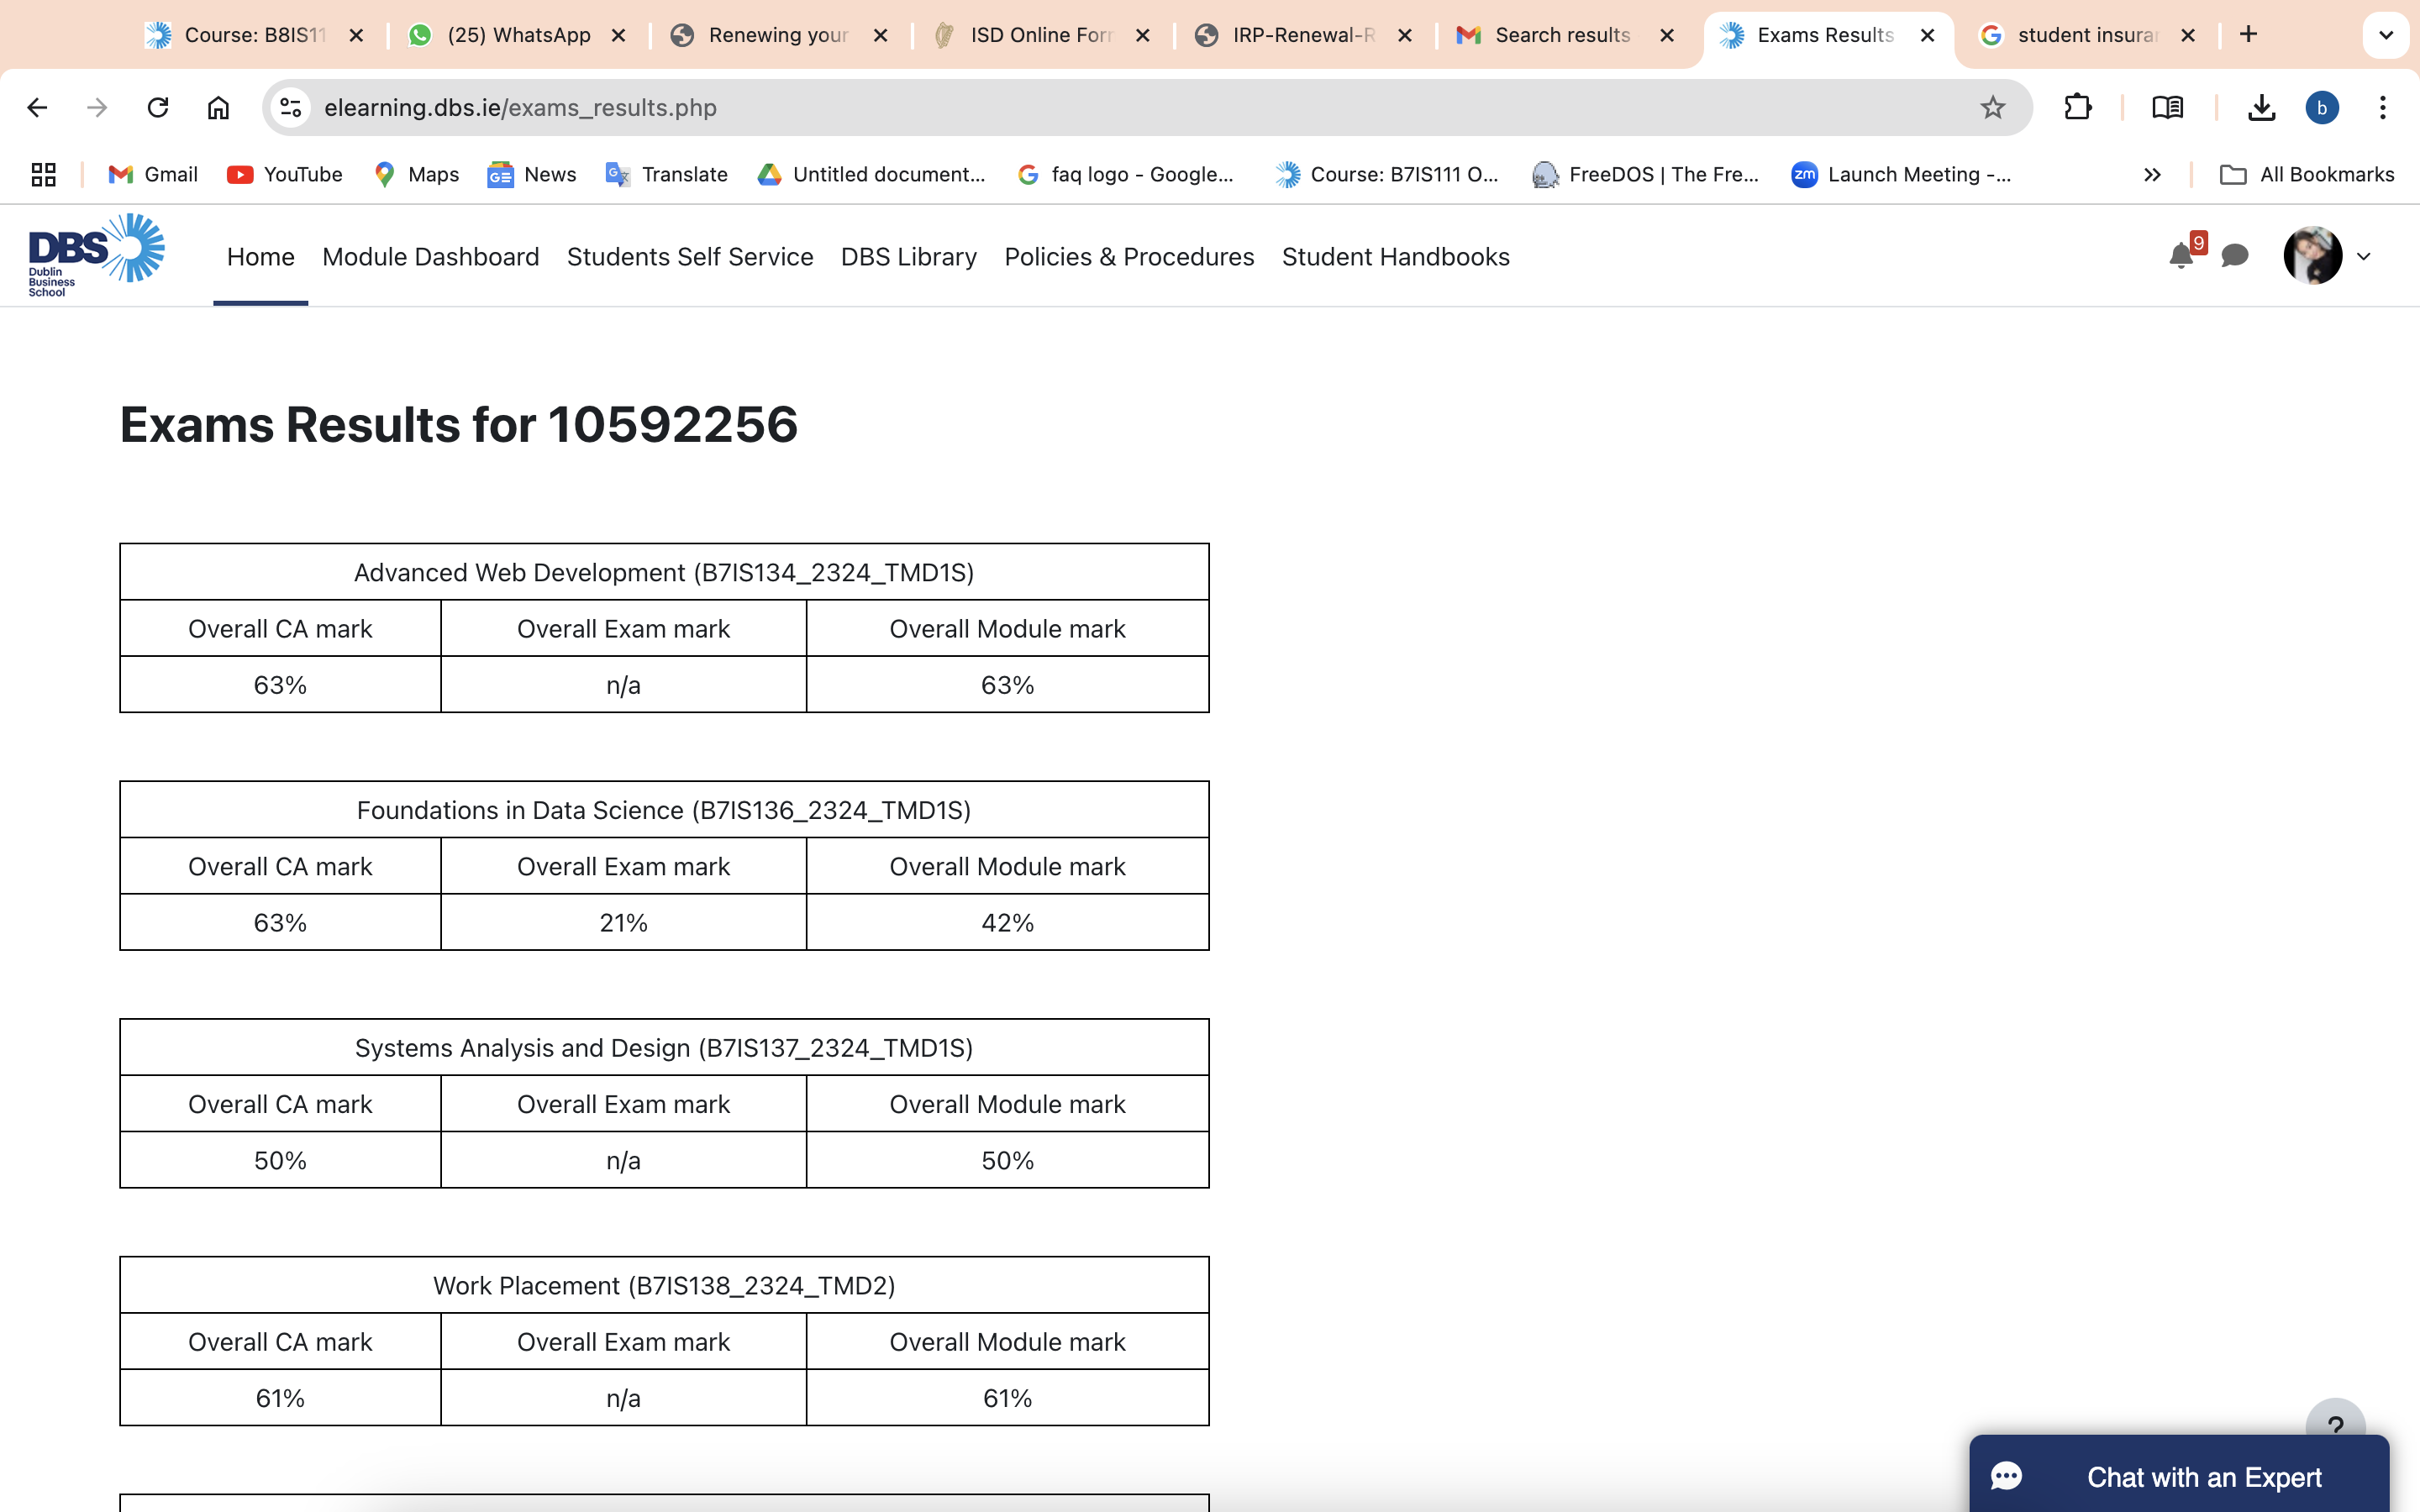 Course: B8IS11
(25) WhatsApp
Renewing your
ISD Online Form
IRP-Renewal-R
Search results
Exams Results
student insuran
elearning.dbs.ie/exams_results.php
b
Gmail
YouTube
Maps
News
Translate
Untitled document...
faq logo - Google...
Course: B7IS111 O...
FreeDOS | The Fre...
zm
Launch Meeting -...
All Bookmarks
DBS
Dublin
Business
School
Home
Module Dashboard
Students Self Service
DBS Library
Policies & Procedures
Student Handbooks
9
Exams Results for 10592256
Advanced Web Development (B7IS134_2324_TMD1S)
Overall CA mark Overall Exam mark Overall Module mark
63% n/a 63%
Foundations in Data Science (B7IS136_2324_TMD1S)
Overall CA mark Overall Exam mark Overall Module mark
63% 21% 42%
Systems Analysis and Design (B7IS137_2324_TMD1S)
Overall CA mark Overall Exam mark Overall Module mark
50% n/a 50%
Work Placement (B7IS138_2324_TMD2)
Overall CA mark Overall Exam mark Overall Module mark
61% n/a 61%
?
Chat with an Expert